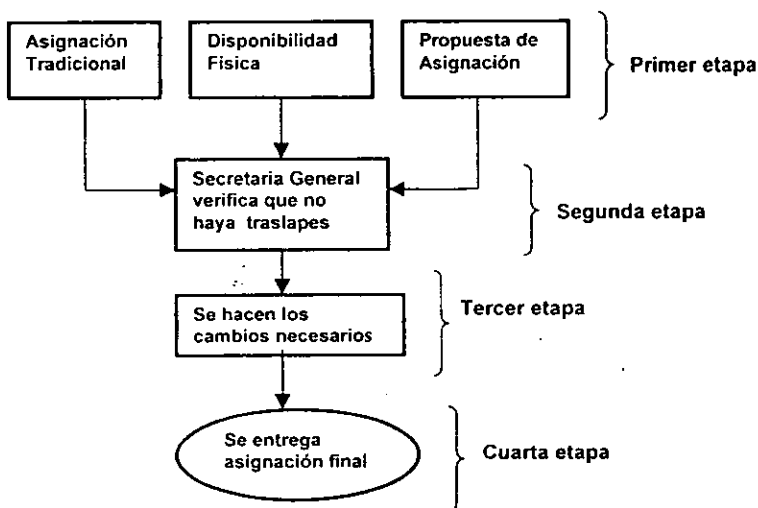 Asignación
Tradicional
Disponibilidad
Física
Propuesta de
Asignación
Primer etapa
Secretaria General
verifica que no
haya traslapes
Segunda etapa
Se hacen los
cambios necesarios
Tercer etapa
Se entrega
asignación final
Cuarta etapa